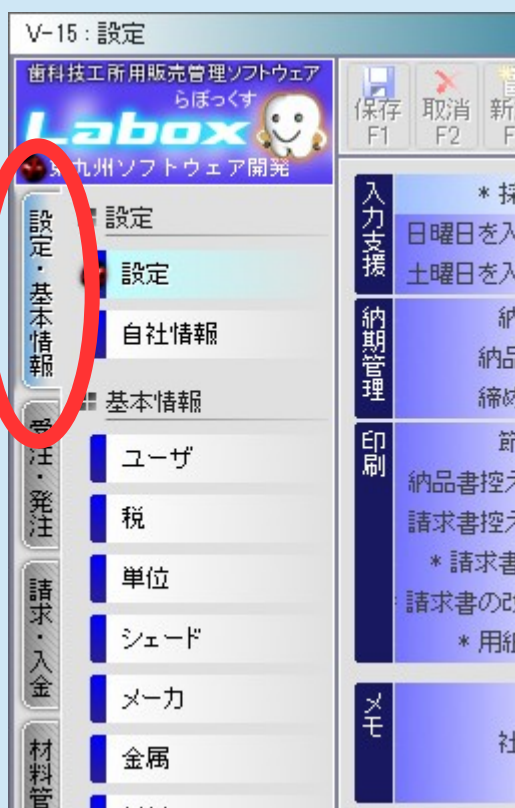 V-15 : 設定
歯科技工所用販売管理ソフトウェア
らぼっくす
Labox
東九州ソフトウェア開発
保存
F1
取消
F2
設定・基本情報
受注・発注
請求・入金
材料管
設定
設定
自社情報
基本情報
ユーザ
税
単位
シェード
メーカ
金属
入力支援
日曜日を入
土曜日を入
納期管理
納
納品
締め
印刷
納品書控え
請求書控え
* 請求書
請求書の
* 用紙
メモ
社